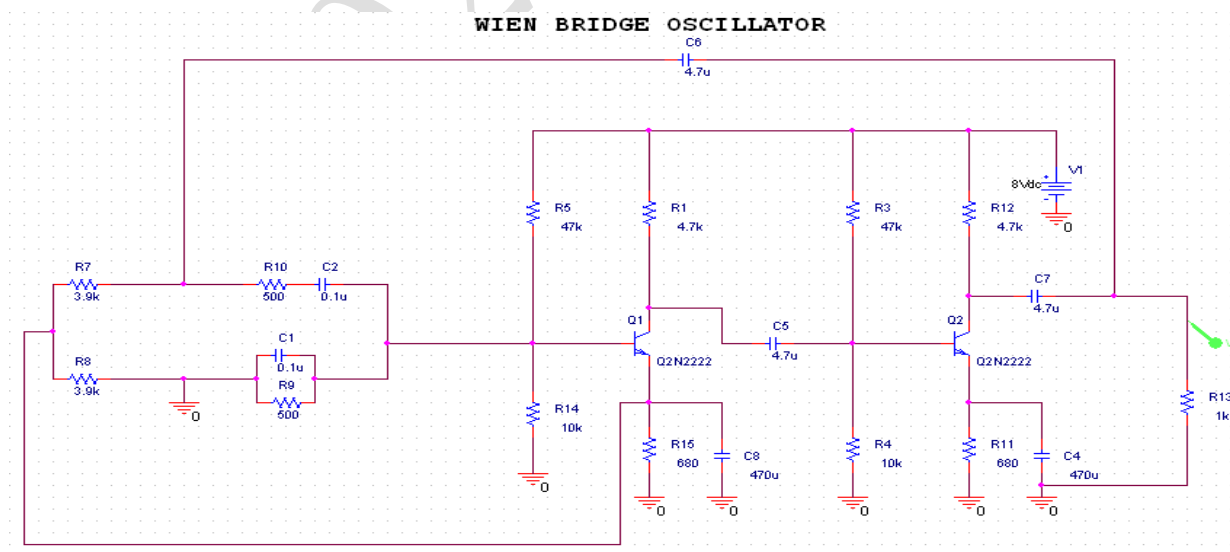 WIEN BRIDGE OSCILLATOR
C6
4.7u
V1
8Vdc
+
-
0
R5
47k
R1
4.7k
R3
47k
R12
4.7k
R7
3.9k
R10
500
C2
0.1u
C7
4.7u
Q1
Q2N2222
C5
4.7u
Q2
Q2N2222
C1
0.1u
R8
3.9k
R9
500
0
R13
1k
R14
10k
0
R15
680
0
C8
470u
0
R4
10k
0
R11
680
0
C4
470u
0